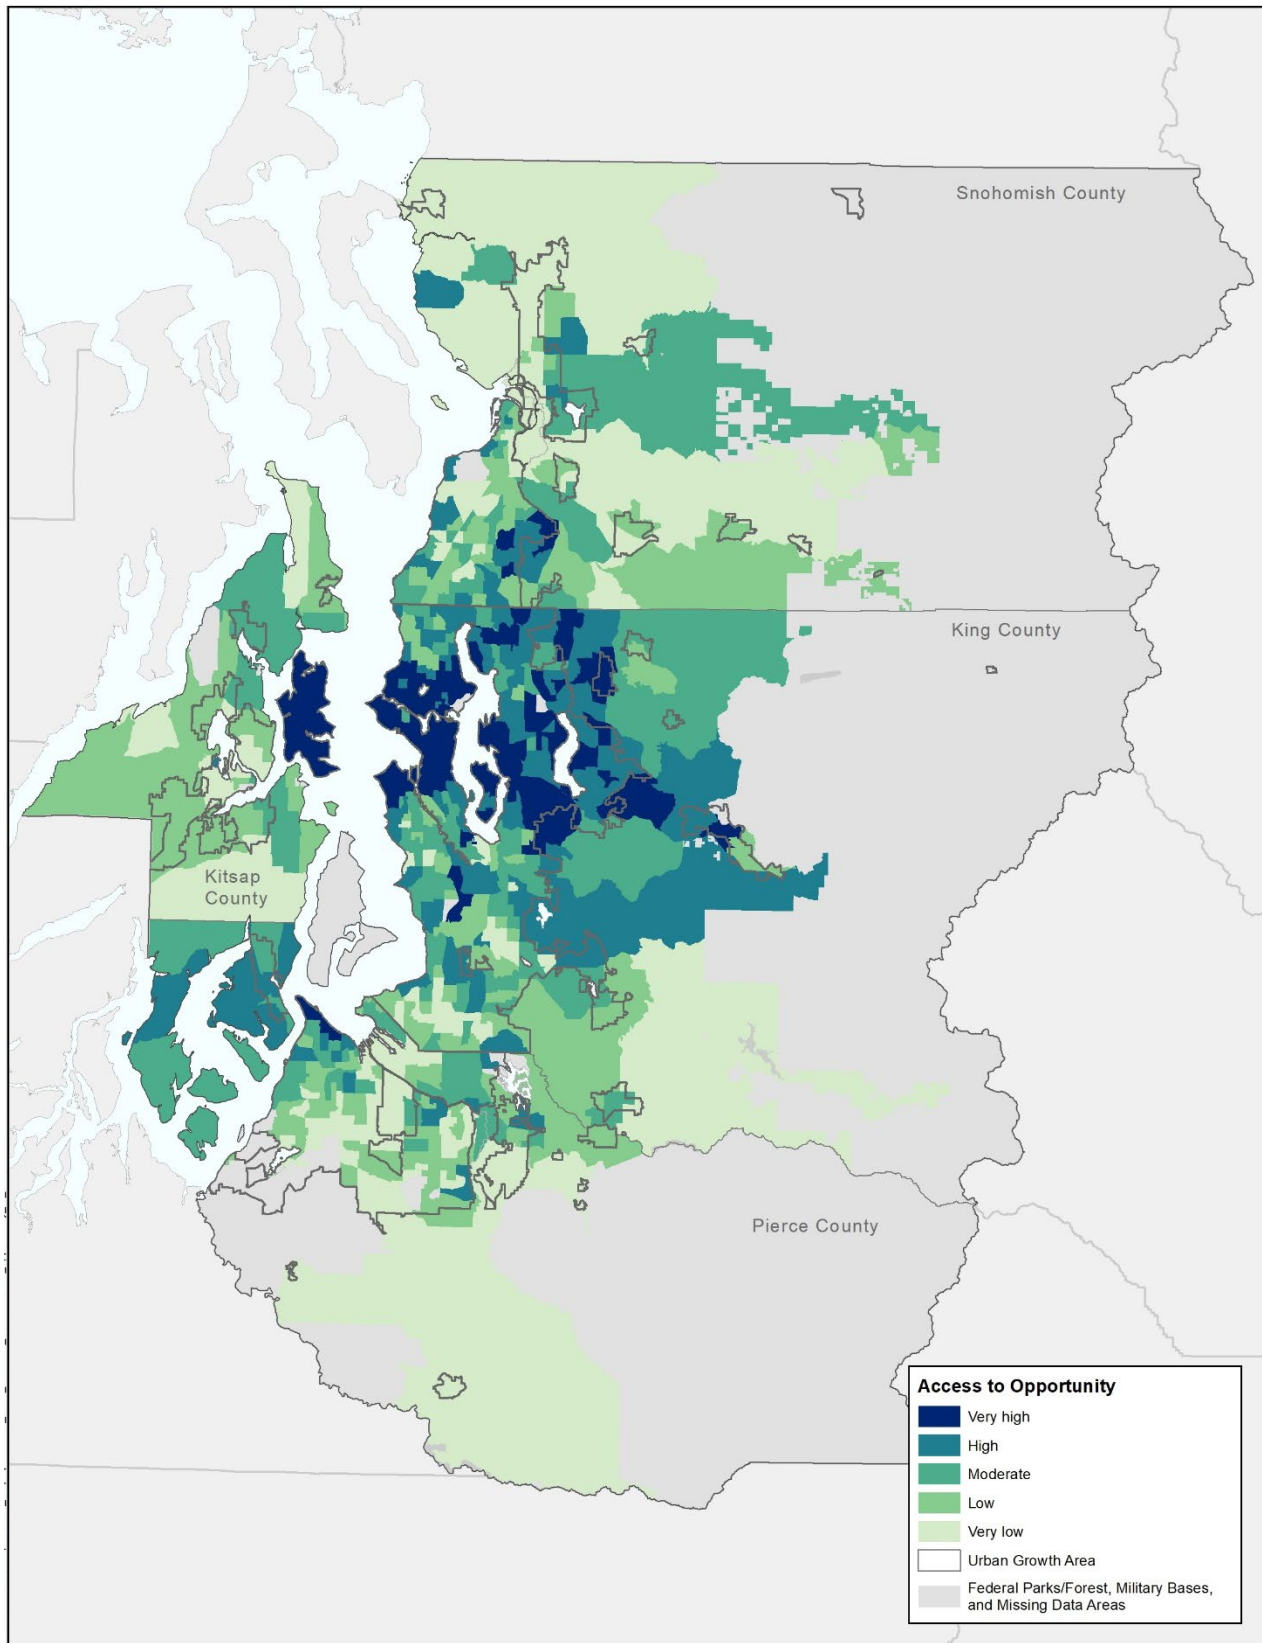 Snohomish County
King County
Kitsap
County
Pierce County
Access to Opportunity
Very high
High
Moderate
Low
Very low
Urban Growth Area
Federal Parks/Forest, Military Bases,
and Missing Data Areas